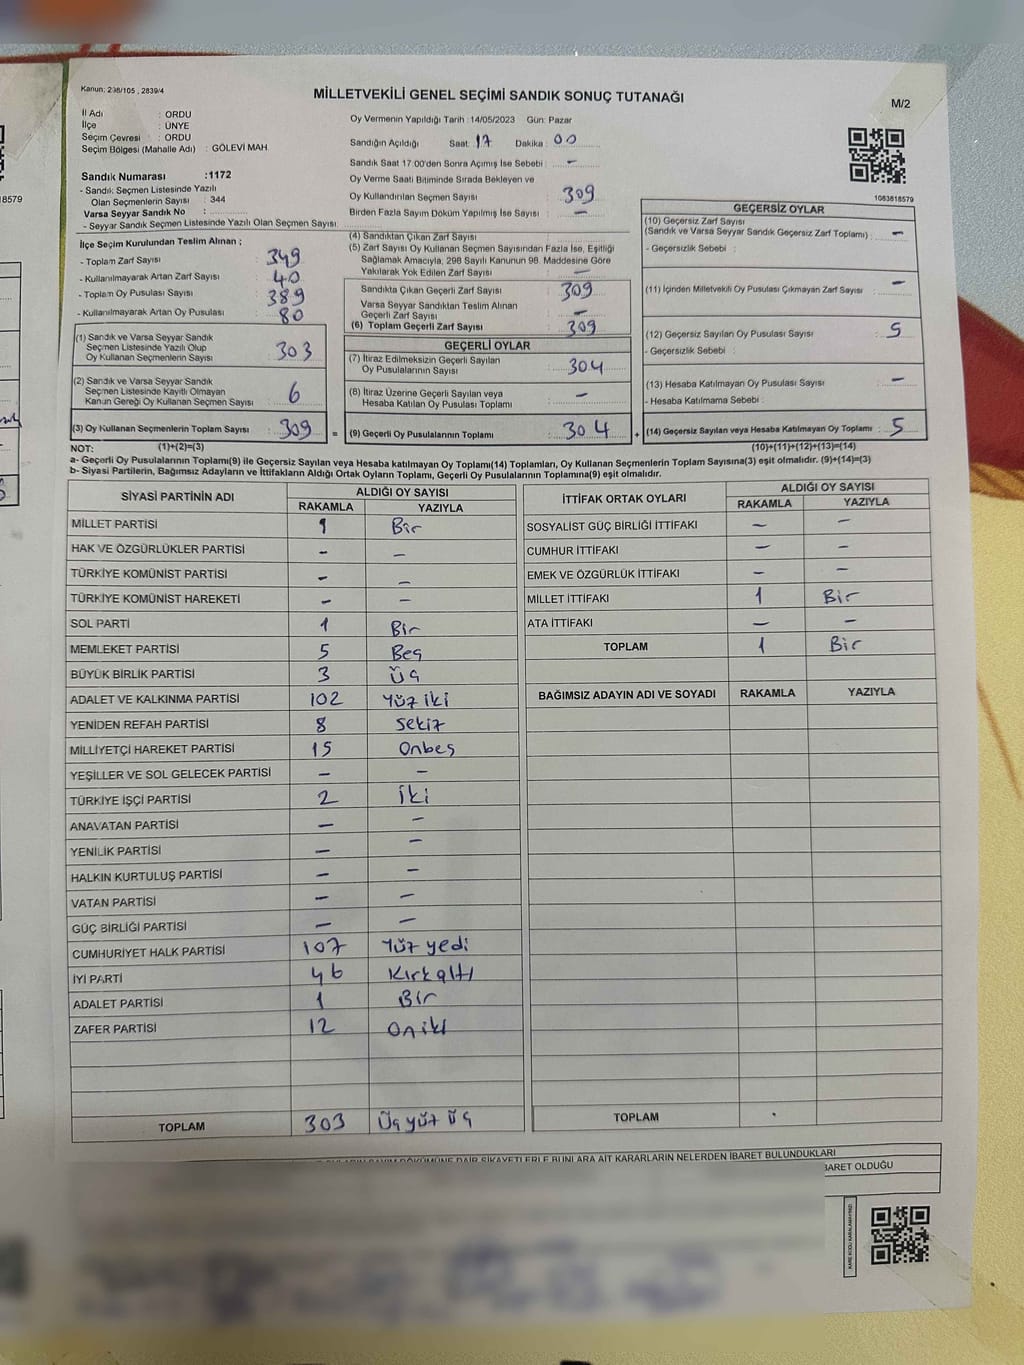 Kanun: 298/105 , 2839/4
MİLLETVEKİLİ GENEL SEÇİMİ SANDIK SONUÇ TUTANAĞI
M/2
İl Adı : ORDU
İlçe : ÜNYE
Seçim Çevresi : ORDU
Seçim Bölgesi (Mahalle Adı) : GÖLEVİ MAH
Sandık Numarası :1172
- Sandık Seçmen Listesinde Yazılı
Olan Seçmenlerin Sayısı : 344
Varsa Seyyar Sandık No :
- Seyyar Sandık Seçmen Listesinde Yazılı Olan Seçmen Sayısı :
Oy Vermenin Yapıldığı Tarih :14/05/2023 Gün: Pazar
Sandığın Açıldığı Saat: 17 Dakika : 00
Sandık Saat 17:00'den Sonra Açılmış İse Sebebi : -
Oy Verme Saati Bitiminde Sırada Bekleyen ve
Oy Kullandırılan Seçmen Sayısı : 309
Birden Fazla Sayım Döküm Yapılmış İse Sayısı : -
1083818579
18579
İlçe Seçim Kurulundan Teslim Alınan ;
- Toplam Zarf Sayısı : 349
- Kullanılmayarak Artan Zarf Sayısı : 40
- Toplam Oy Pusulası Sayısı : 389
- Kullanılmayarak Artan Oy Pusulası : 80
(1) Sandık ve Varsa Seyyar Sandık
Seçmen Listesinde Yazılı Olup
Oy Kullanan Seçmenlerin Sayısı : 303
(2) Sandık ve Varsa Seyyar Sandık
Seçmen Listesinde Kayıtlı Olmayan
Kanun Gereği Oy Kullanan Seçmen Sayısı : 6
(3) Oy Kullanan Seçmenlerin Toplam Sayısı : 309
(4) Sandıktan Çıkan Zarf Sayısı :
(5) Zarf Sayısı Oy Kullanan Seçmen Sayısından Fazla İse, Eşitliği
Sağlamak Amacıyla, 298 Sayılı Kanunun 98. Maddesine Göre
Yakılarak Yok Edilen Zarf Sayısı : -
Sandıkta Çıkan Geçerli Zarf Sayısı : 309
Varsa Seyyar Sandıktan Teslim Alınan
Geçerli Zarf Sayısı : -
(6) Toplam Geçerli Zarf Sayısı : 309
GEÇERLİ OYLAR
(7) İtiraz Edilmeksizin Geçerli Sayılan
Oy Pusulalarının Sayısı : 304
(8) İtiraz Üzerine Geçerli Sayılan veya
Hesaba Katılan Oy Pusulası Toplamı : -
= (9) Geçerli Oy Pusulalarının Toplamı : 304 +
GEÇERSİZ OYLAR
(10) Geçersiz Zarf Sayısı
(Sandık ve Varsa Seyyar Sandık Geçersiz Zarf Toplamı) : -
- Geçersizlik Sebebi :
(11) İçinden Milletvekili Oy Pusulası Çıkmayan Zarf Sayısı : -
(12) Geçersiz Sayılan Oy Pusulası Sayısı : 5
- Geçersizlik Sebebi :
(13) Hesaba Katılmayan Oy Pusulası Sayısı : -
- Hesaba Katılmama Sebebi :
(14) Geçersiz Sayılan veya Hesaba Katılmayan Oy Toplamı : 5
NOT: (1)+(2)=(3) (10)+(11)+(12)+(13)=(14)
a- Geçerli Oy Pusulalarının Toplamı(9) ile Geçersiz Sayılan veya Hesaba katılmayan Oy Toplamı(14) Toplamları, Oy Kullanan Seçmenlerin Toplam Sayısına(3) eşit olmalıdır. (9)+(14)=(3)
b- Siyasi Partilerin, Bağımsız Adayların ve İttifakların Aldığı Ortak Oyların Toplamı, Geçerli Oy Pusulalarının Toplamına(9) eşit olmalıdır.
SİYASİ PARTİNİN ADI ALDIĞI OY SAYISI
RAKAMLA YAZIYLA
MİLLET PARTİSİ 1 Bir
HAK VE ÖZGÜRLÜKLER PARTİSİ - -
TÜRKİYE KOMÜNİST PARTİSİ - -
TÜRKİYE KOMÜNİST HAREKETİ - -
SOL PARTİ 1 Bir
MEMLEKET PARTİSİ 5 Beş
BÜYÜK BİRLİK PARTİSİ 3 Üç
ADALET VE KALKINMA PARTİSİ 102 Yüz iki
YENİDEN REFAH PARTİSİ 8 sekiz
MİLLİYETÇİ HAREKET PARTİSİ 15 Onbeş
YEŞİLLER VE SOL GELECEK PARTİSİ - -
TÜRKİYE İŞÇİ PARTİSİ 2 İki
ANAVATAN PARTİSİ - -
YENİLİK PARTİSİ - -
HALKIN KURTULUŞ PARTİSİ - -
VATAN PARTİSİ - -
GÜÇ BİRLİĞİ PARTİSİ - -
CUMHURİYET HALK PARTİSİ 107 Yüz yedi
İYİ PARTİ 46 Kırkaltı
ADALET PARTİSİ 1 Bir
ZAFER PARTİSİ 12 Oniki
TOPLAM 303 Üçyüz üç
İTTİFAK ORTAK OYLARI ALDIĞI OY SAYISI
RAKAMLA YAZIYLA
SOSYALİST GÜÇ BİRLİĞİ İTTİFAKI - -
CUMHUR İTTİFAKI - -
EMEK VE ÖZGÜRLÜK İTTİFAKI - -
MİLLET İTTİFAKI 1 Bir
ATA İTTİFAKI - -
TOPLAM 1 Bir
BAĞIMSIZ ADAYIN ADI VE SOYADI RAKAMLA YAZIYLA
TOPLAM
DÖKÜMÜNE DAİR ŞİKAYETLERLE BUNLARA AİT KARARLARIN NELERDEN İBARET BULUNDUKLARI
İBARET OLDUĞU